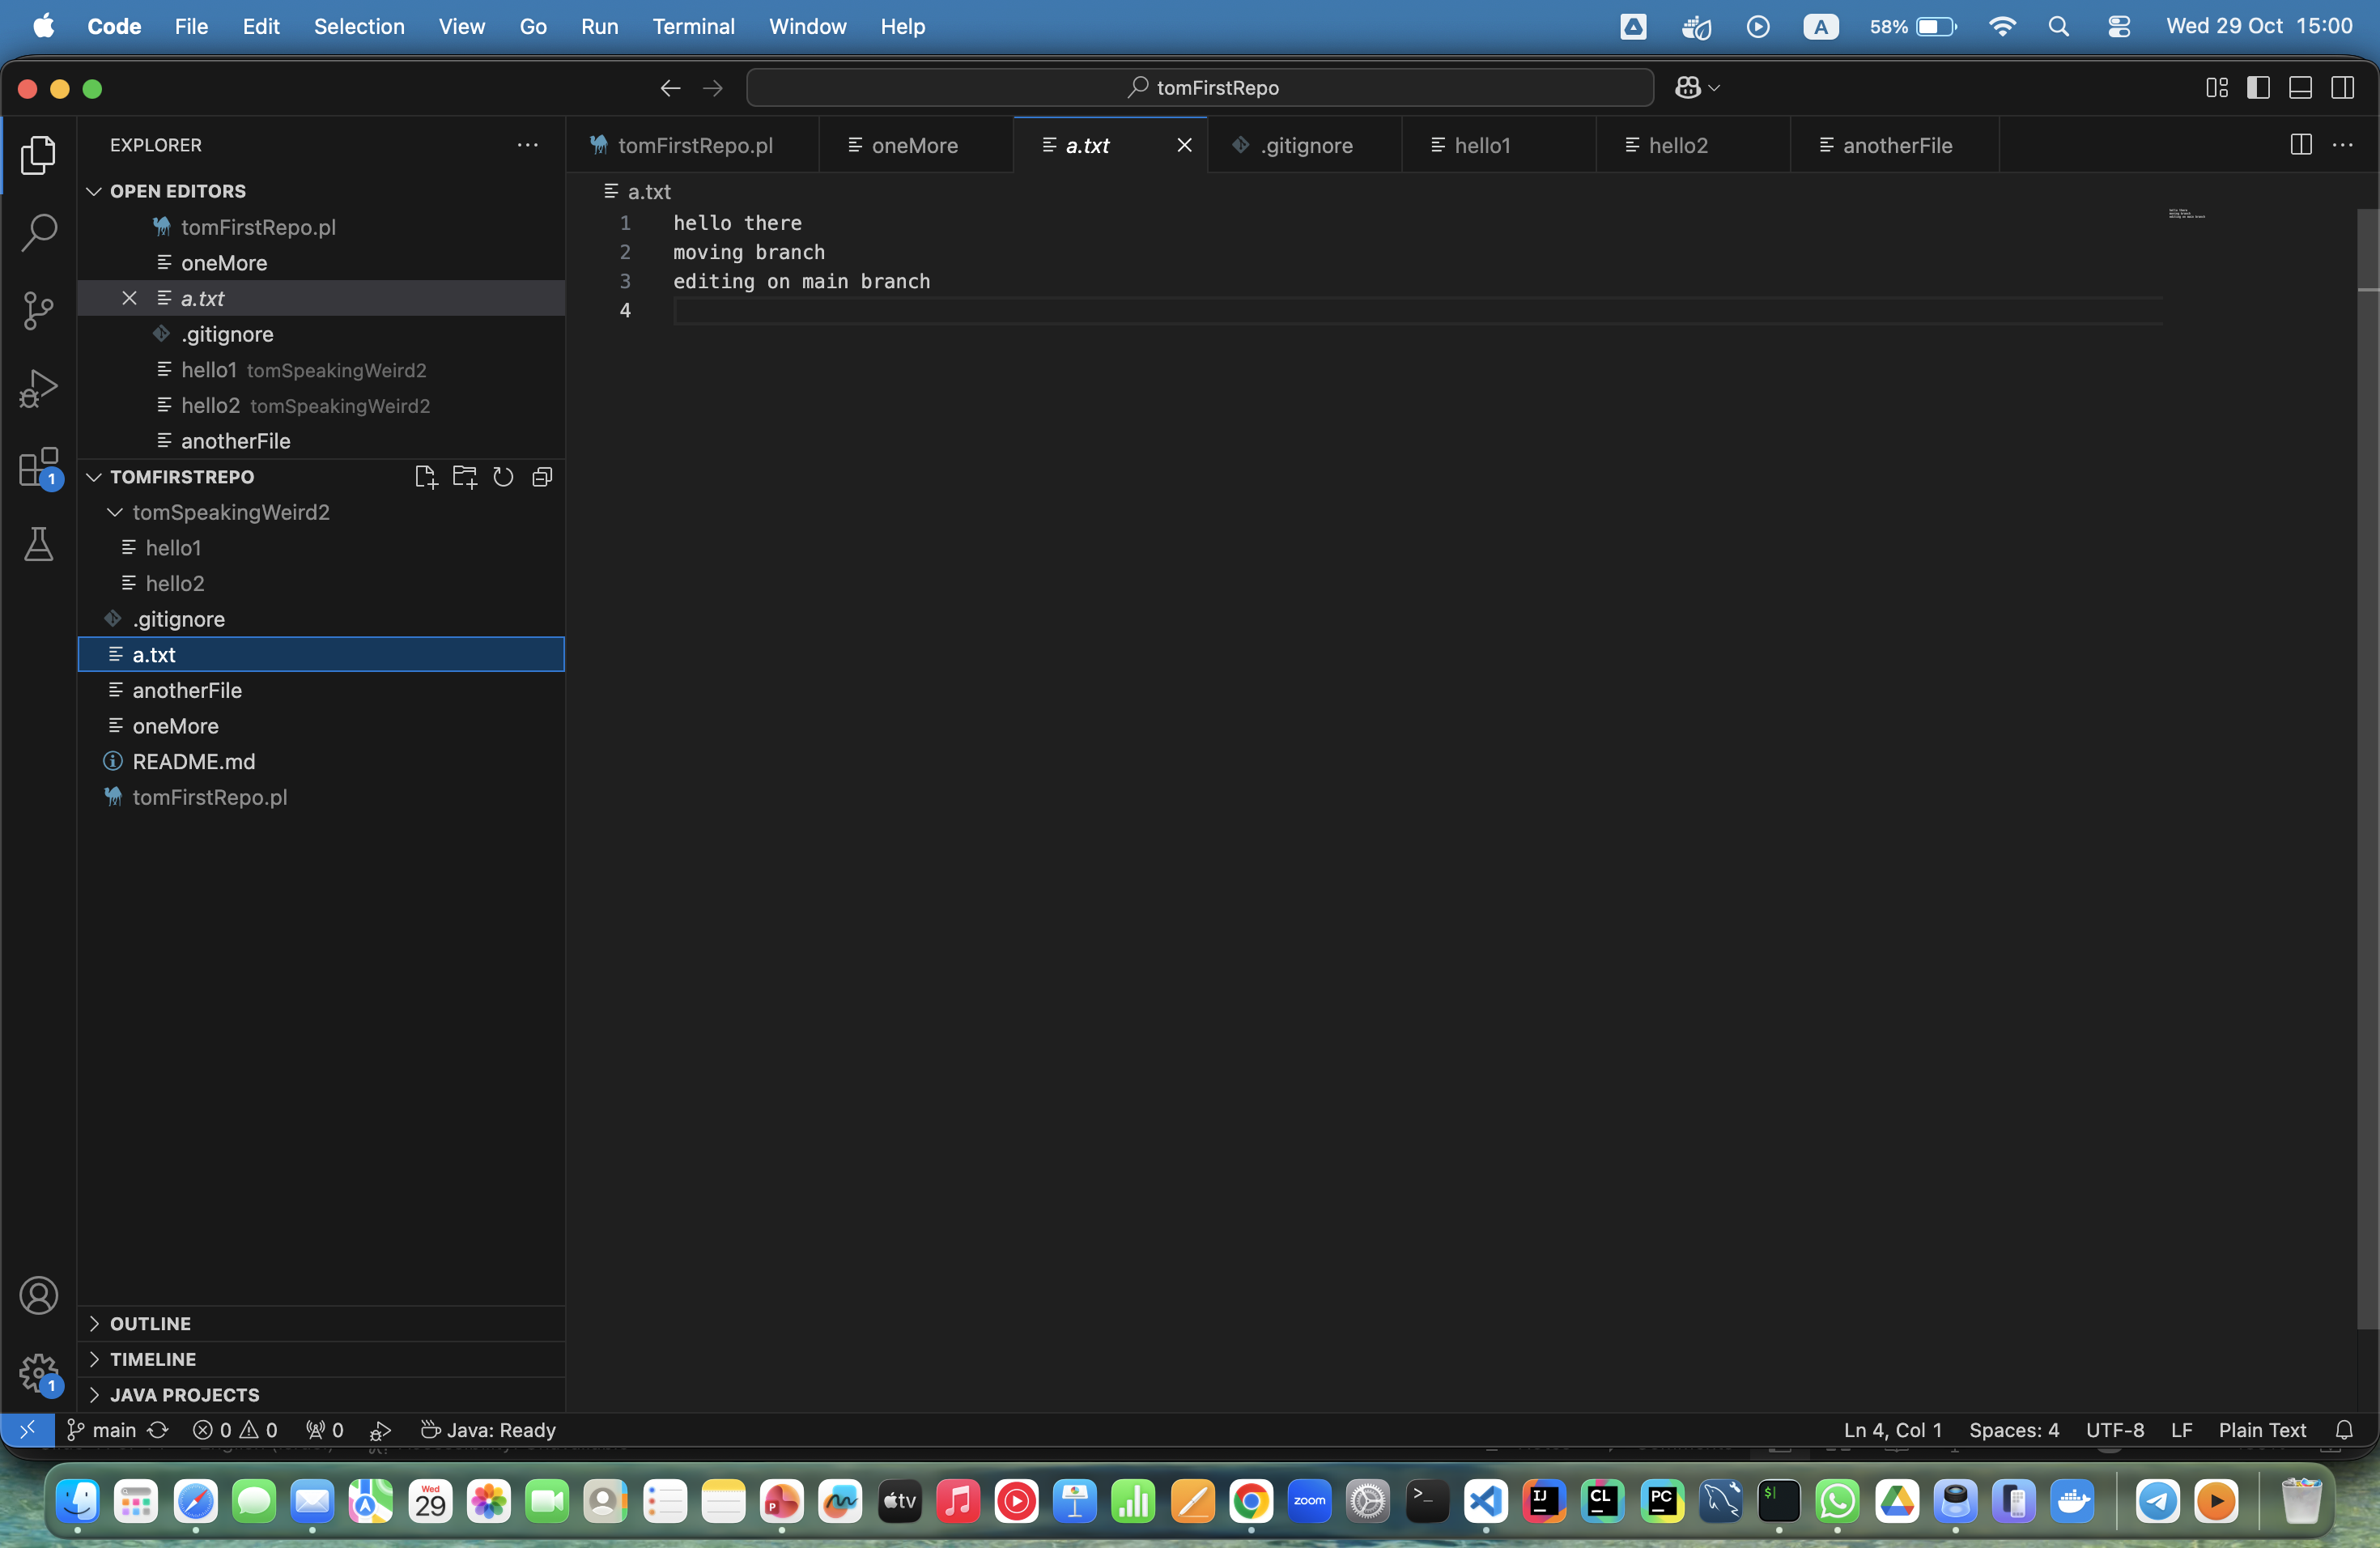 Code File Edit Selection View Go Run Terminal Window Help
A 58% Wed 29 Oct 15:00
tomFirstRepo
EXPLORER
OPEN EDITORS
tomFirstRepo.pl
oneMore
a.txt
.gitignore
hello1 tomSpeakingWeird2
hello2 tomSpeakingWeird2
anotherFile
TOMFIRSTREPO
tomSpeakingWeird2
hello1
hello2
.gitignore
a.txt
anotherFile
oneMore
README.md
tomFirstRepo.pl
OUTLINE
TIMELINE
JAVA PROJECTS
1
1
tomFirstRepo.pl oneMore a.txt .gitignore hello1 hello2 anotherFile
a.txt
1 hello there
2 moving branch
3 editing on main branch
4
main 0 0 0 Java: Ready
Ln 4, Col 1 Spaces: 4 UTF-8 LF Plain Text
Wed
29
P
tv
zoom
>_
IJ
CL
PC
$